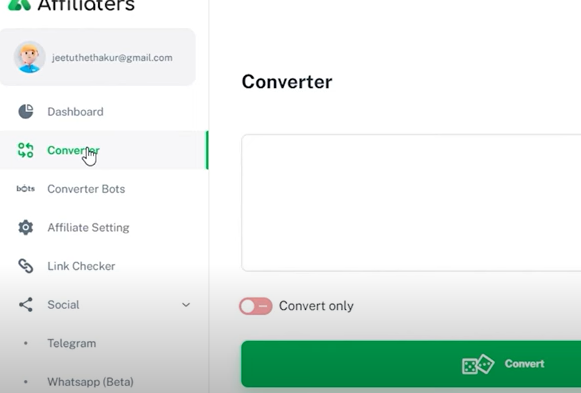 Affiliaters
jeetuthethakur@gmail.com
Dashboard
Converter
Converter Bots
Affiliate Setting
Link Checker
Social
Telegram
Whatsapp (Beta)
Converter
Convert only
Convert